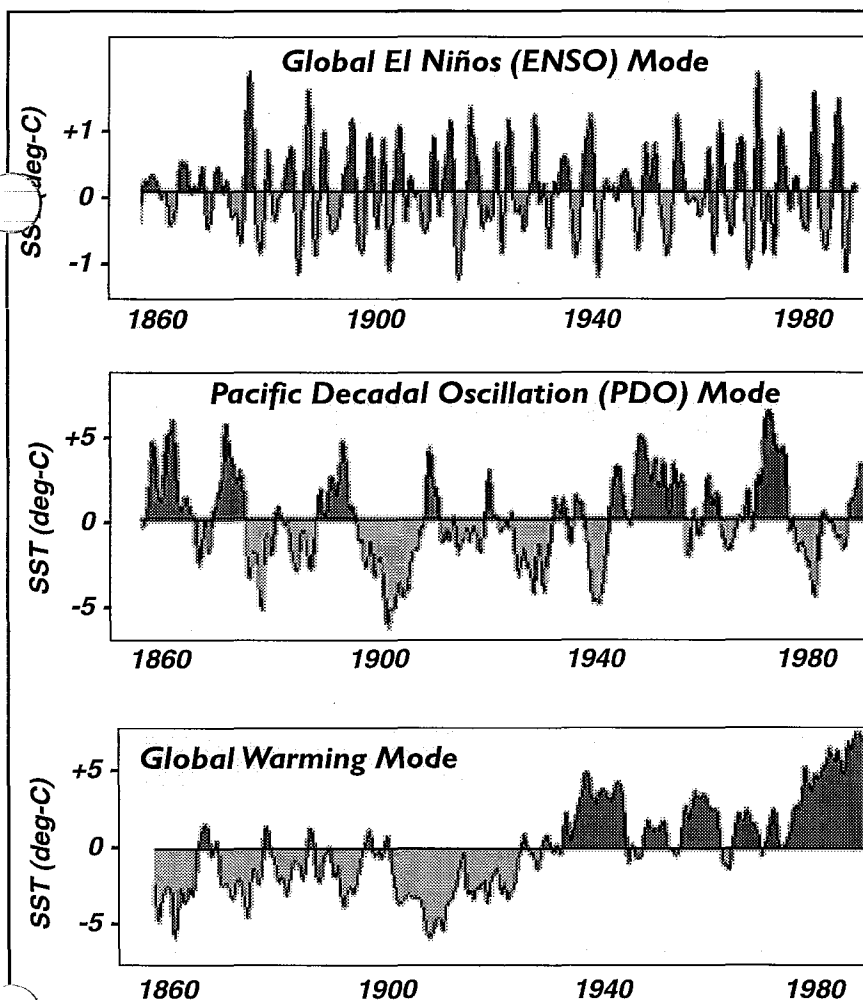 Global El Niños (ENSO) Mode
SS
deg-C)
+1
0
-1
1860 1900 1940 1980
Pacific Decadal Oscillation (PDO) Mode
SST (deg-C)
+5
0
-5
1860 1900 1940 1980
Global Warming Mode
SST (deg-C)
+5
0
-5
1860 1900 1940 1980